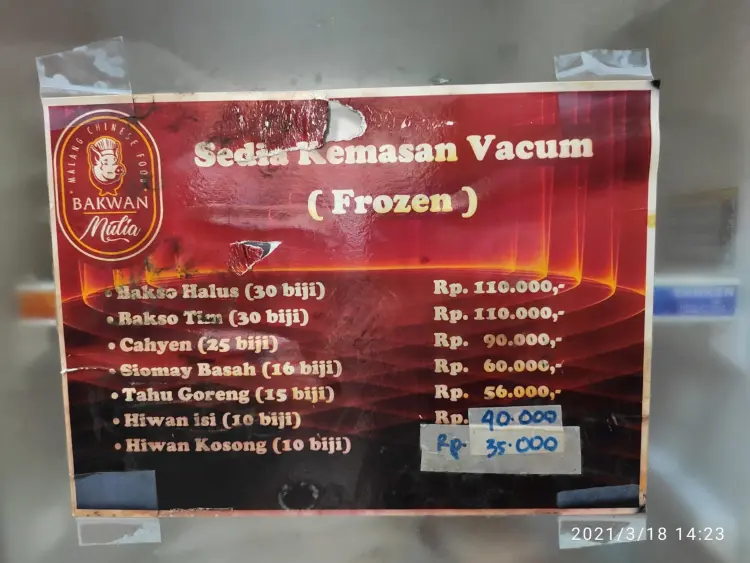 MALANG CHINESE FOOD
BAKWAN
Mulia
Sedia Kemasan Vacum
( Frozen )
• Bakso Halus (30 biji) Rp. 110.000,-
• Bakso Tim (30 biji) Rp. 110.000,-
• Cahyen (25 biji) Rp. 90.000,-
• Siomay Basah (16 biji) Rp. 60.000,-
• Tahu Goreng (15 biji) Rp. 56.000,-
• Hiwan isi (10 biji) Rp. 40.000
• Hiwan Kosong (10 biji) Rp. 35.000
2021/3/18 14:23